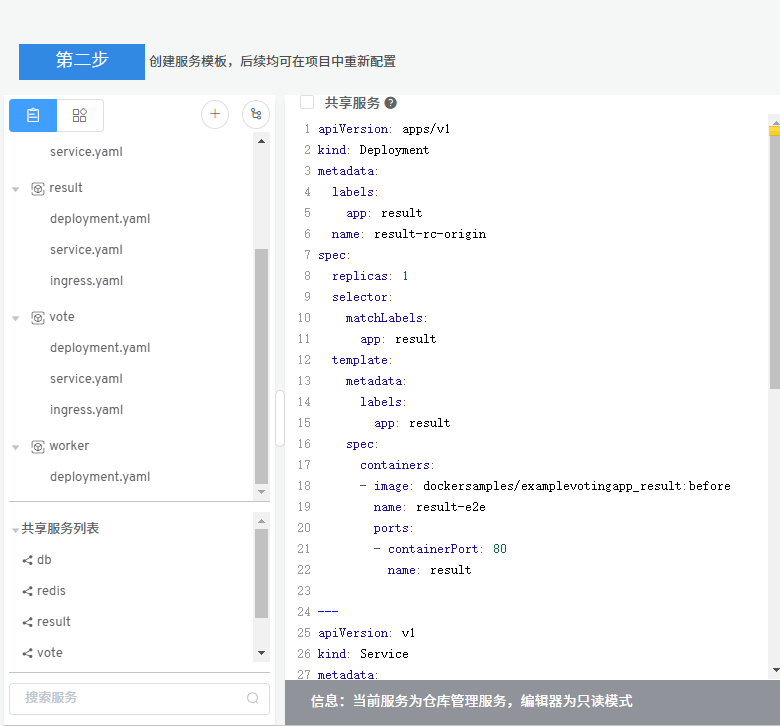 第二步
创建服务模板，后续均可在项目中重新配置
service.yaml
result
deployment.yaml
service.yaml
ingress.yaml
vote
deployment.yaml
service.yaml
ingress.yaml
worker
deployment.yaml
共享服务列表
db
redis
result
vote
搜索服务
共享服务 ?
1 apiVersion: apps/v1
2 kind: Deployment
3 metadata:
4   labels:
5     app: result
6   name: result-rc-origin
7 spec:
8   replicas: 1
9   selector:
10     matchLabels:
11       app: result
12   template:
13     metadata:
14       labels:
15         app: result
16     spec:
17       containers:
18       - image: dockersamples/examplevotingapp_result:before
19         name: result-e2e
20         ports:
21         - containerPort: 80
22           name: result
23
24 ---
25 apiVersion: v1
26 kind: Service
27 metadata:
信息：当前服务为仓库管理服务，编辑器为只读模式